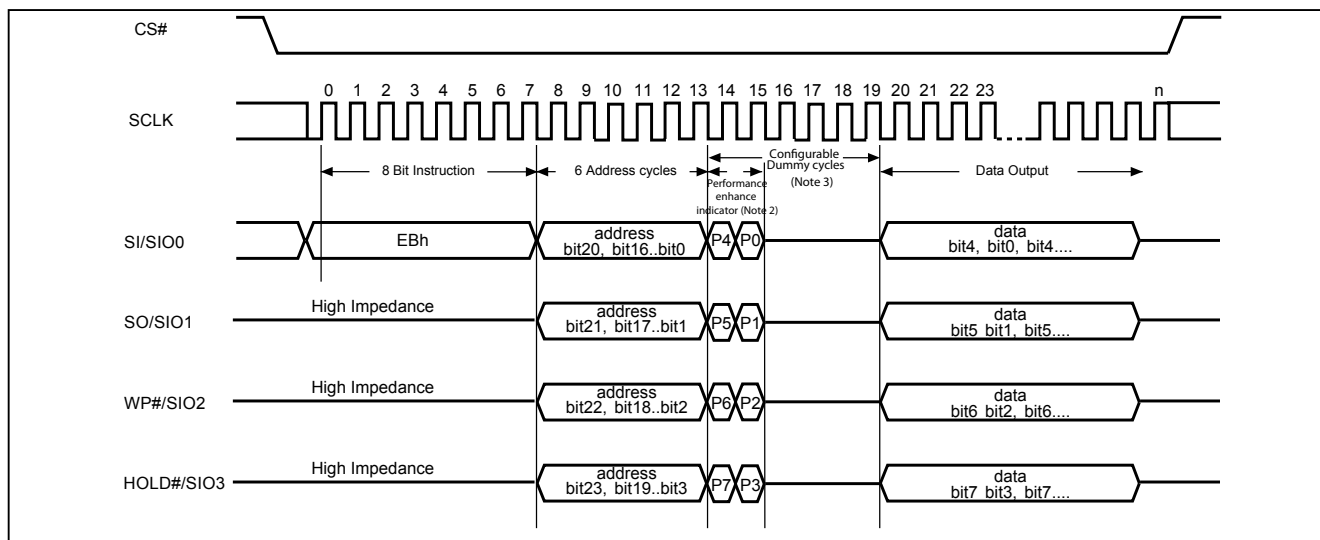 CS#
0 1 2 3 4 5 6 7 8 9 10 11 12 13 14 15 16 17 18 19 20 21 22 23 n
SCLK
8 Bit Instruction
6 Address cycles
Configurable
Dummy cycles
(Note 3)
Data Output
Performance
enhance
indicator (Note 2)
SI/SIO0
EBh
address
bit20, bit16..bit0
P4 P0
data
bit4, bit0, bit4....
High Impedance
SO/SIO1
address
bit21, bit17..bit1
P5 P1
data
bit5 bit1, bit5....
High Impedance
WP#/SIO2
address
bit22, bit18..bit2
P6 P2
data
bit6 bit2, bit6....
High Impedance
HOLD#/SIO3
address
bit23, bit19..bit3
P7 P3
data
bit7 bit3, bit7....